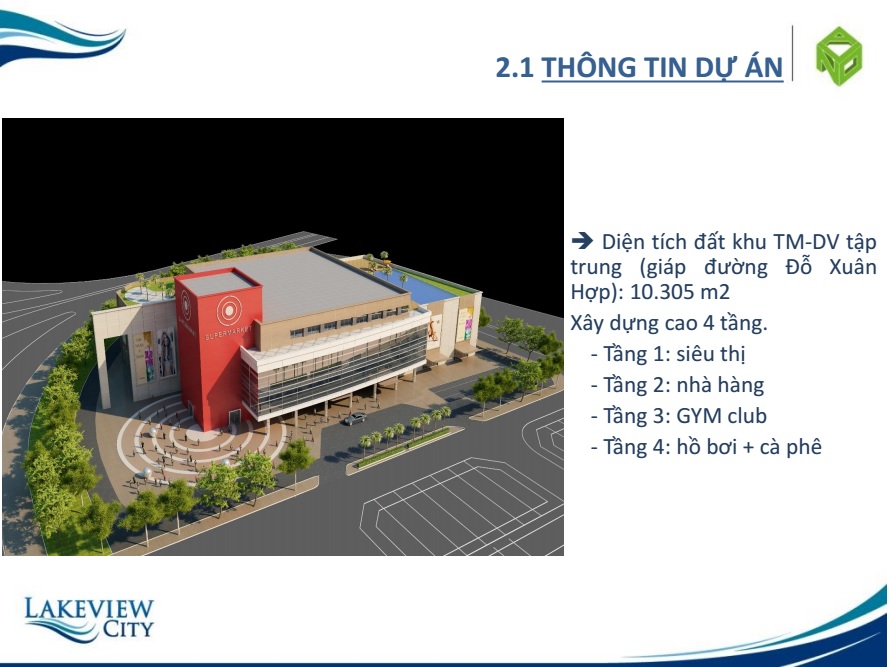 2.1 THÔNG TIN DỰ ÁN
SUPERMARKET
➔ Diện tích đất khu TM-DV tập
trung (giáp đường Đỗ Xuân
Hợp): 10.305 m2
Xây dựng cao 4 tầng.
- Tầng 1: siêu thị
- Tầng 2: nhà hàng
- Tầng 3: GYM club
- Tầng 4: hồ bơi + cà phê
LAKEVIEW
CITY